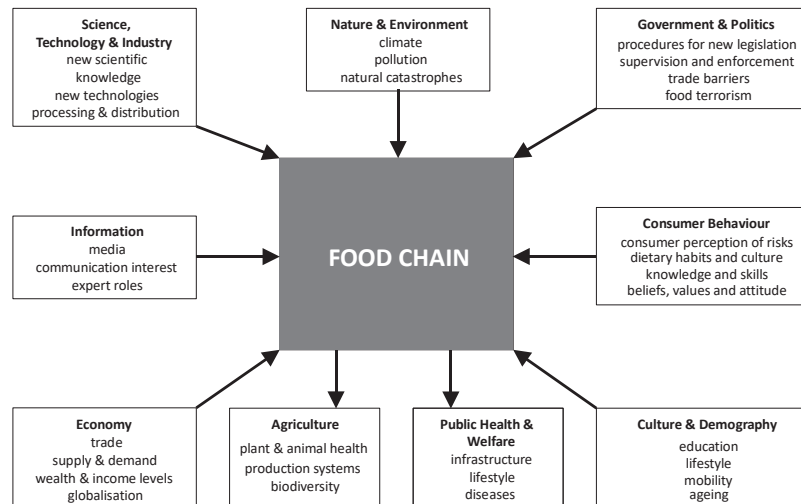 Science,
Technology & Industry
new scientific
knowledge
new technologies
processing & distribution
Nature & Environment
climate
pollution
natural catastrophes
Government & Politics
procedures for new legislation
supervision and enforcement
trade barriers
food terrorism
Information
media
communication interest
expert roles
FOOD CHAIN
Consumer Behaviour
consumer perception of risks
dietary habits and culture
knowledge and skills
beliefs, values and attitude
Economy
trade
supply & demand
wealth & income levels
globalisation
Agriculture
plant & animal health
production systems
biodiversity
Public Health &
Welfare
infrastructure
lifestyle
diseases
Culture & Demography
education
lifestyle
mobility
ageing